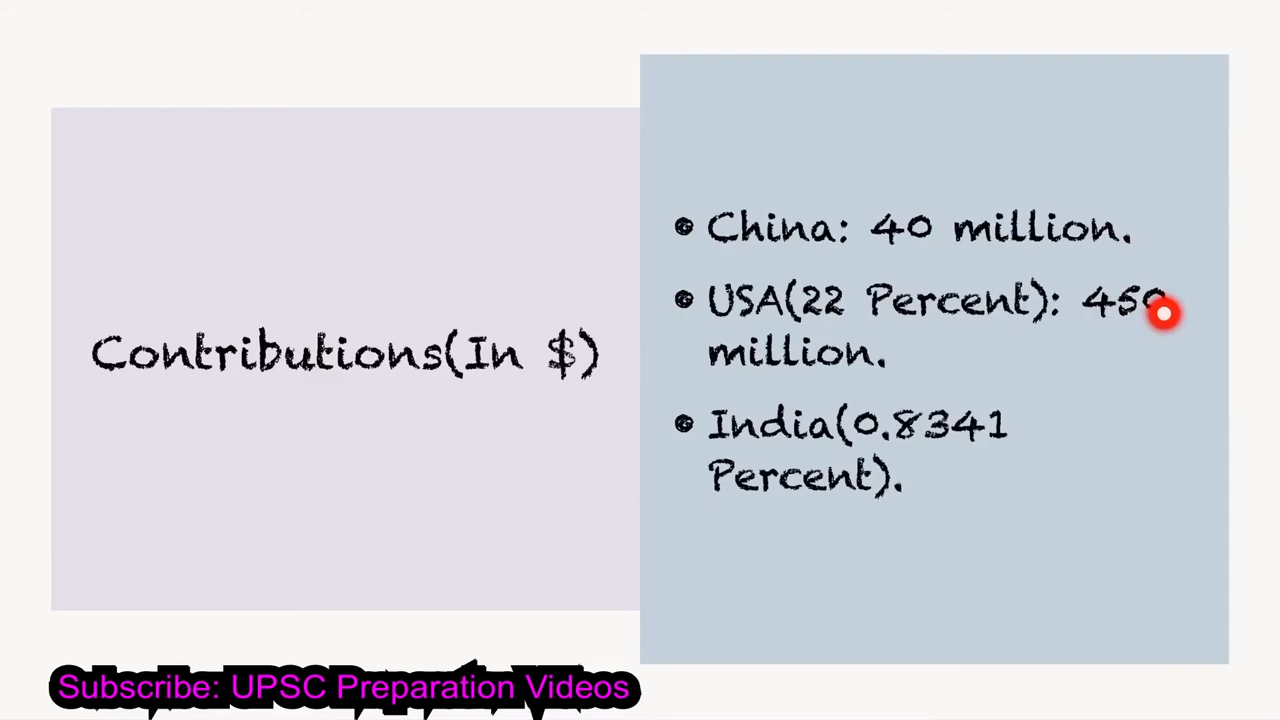 Contributions(In $)
China: 40 million.
USA(22 Percent): 450
million.
India(0.8341
Percent).
Subscribe: UPSC Preparation Videos